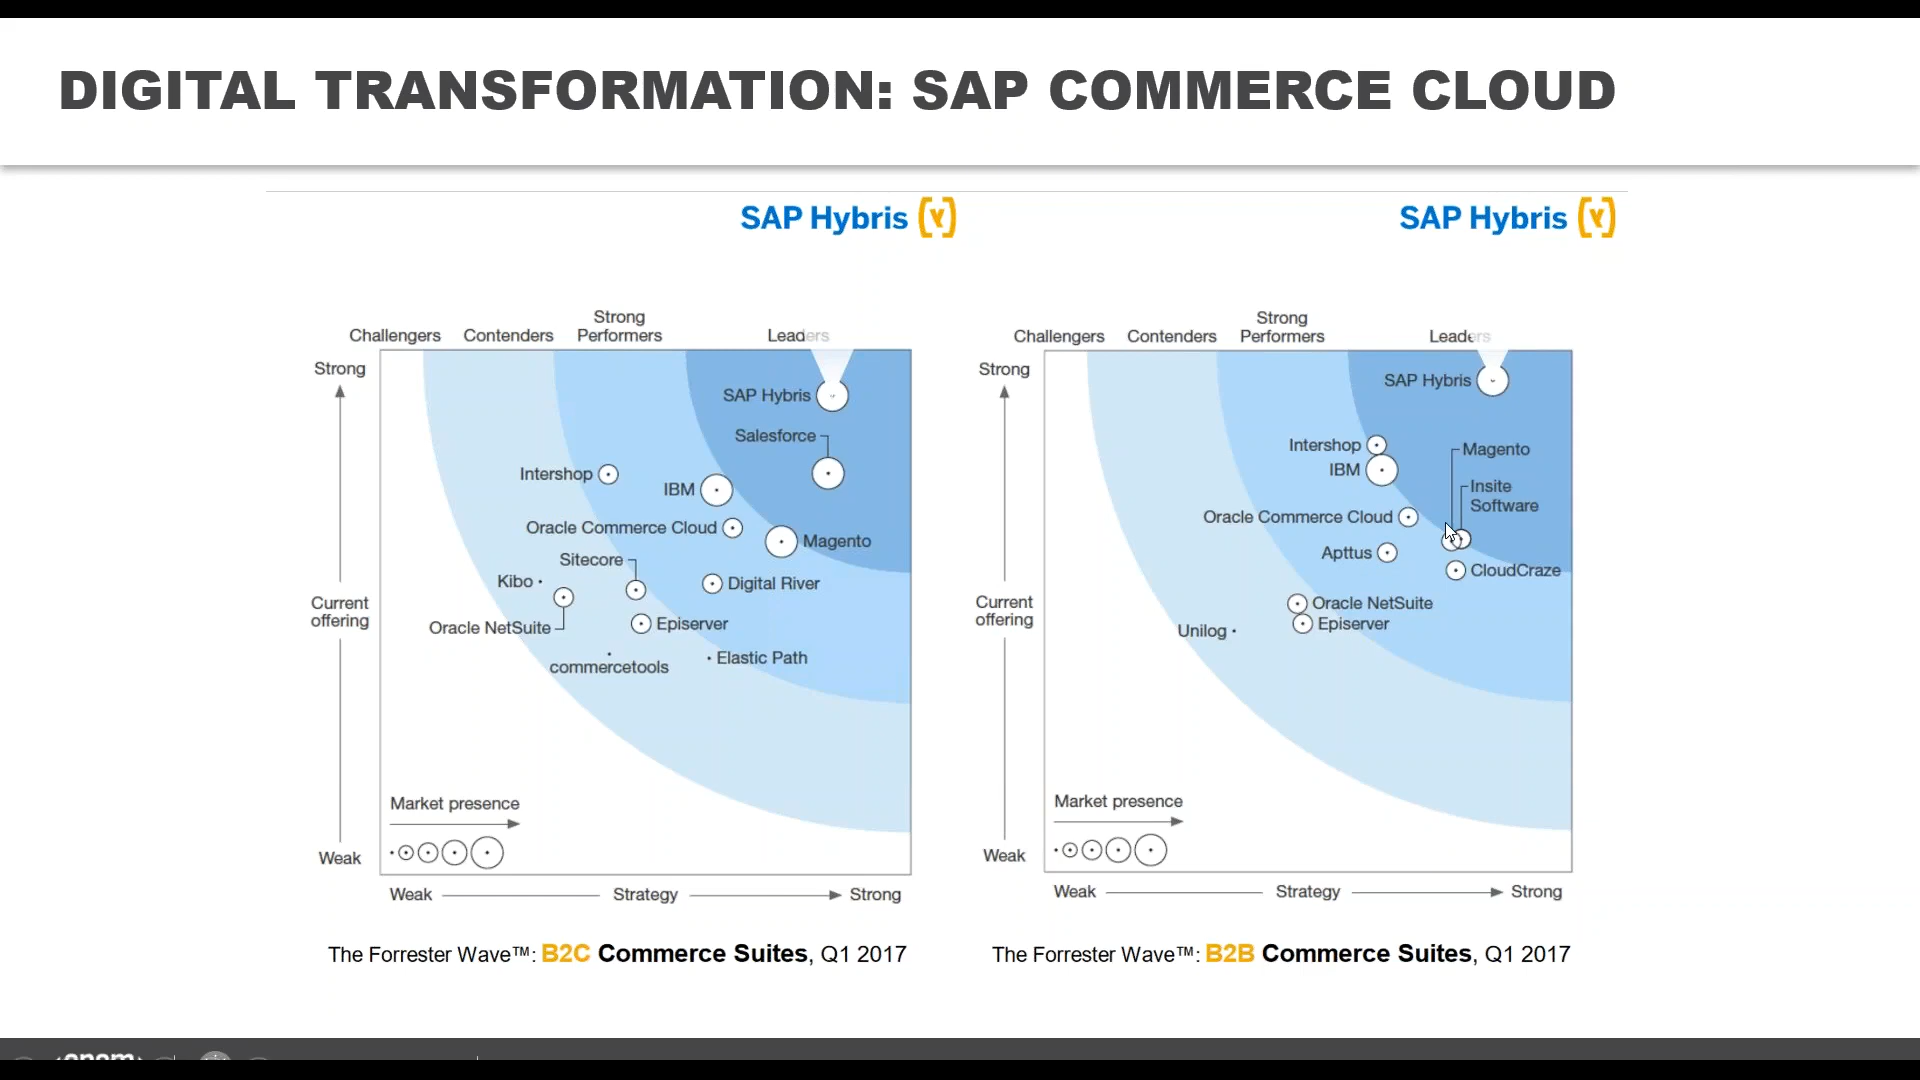 DIGITAL TRANSFORMATION: SAP COMMERCE CLOUD
SAP Hybris
SAP Hybris
Challengers
Contenders
Strong
Performers
Leaders
Strong
Current
offering
Weak
SAP Hybris
Salesforce
Intershop
IBM
Oracle Commerce Cloud
Magento
Sitecore
Kibo
Digital River
Oracle NetSuite
Episerver
commercetools
Elastic Path
Market presence
Weak
Strategy
Strong
The Forrester Wave™: B2C Commerce Suites, Q1 2017
Challengers
Contenders
Strong
Performers
Leaders
Strong
Current
offering
Weak
SAP Hybris
Intershop
IBM
Magento
Insite
Software
Oracle Commerce Cloud
Apttus
CloudCraze
Oracle NetSuite
Episerver
Unilog
Market presence
Weak
Strategy
Strong
The Forrester Wave™: B2B Commerce Suites, Q1 2017